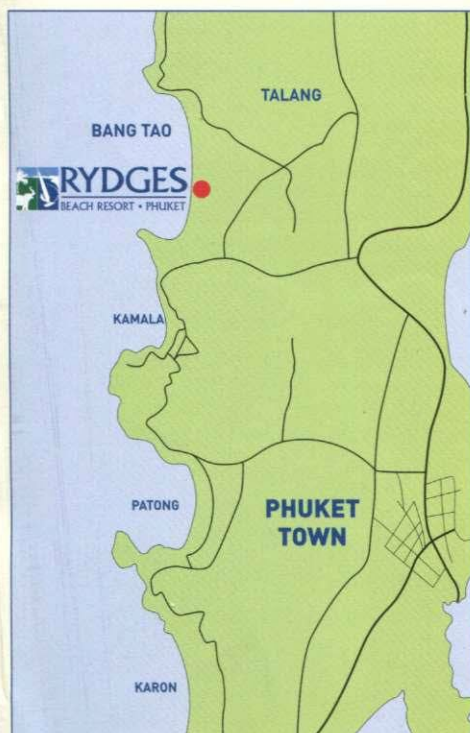 TALANG
BANG TAO
RYDGES
BEACH RESORT • PHUKET
KAMALA
PATONG
PHUKET
TOWN
KARON